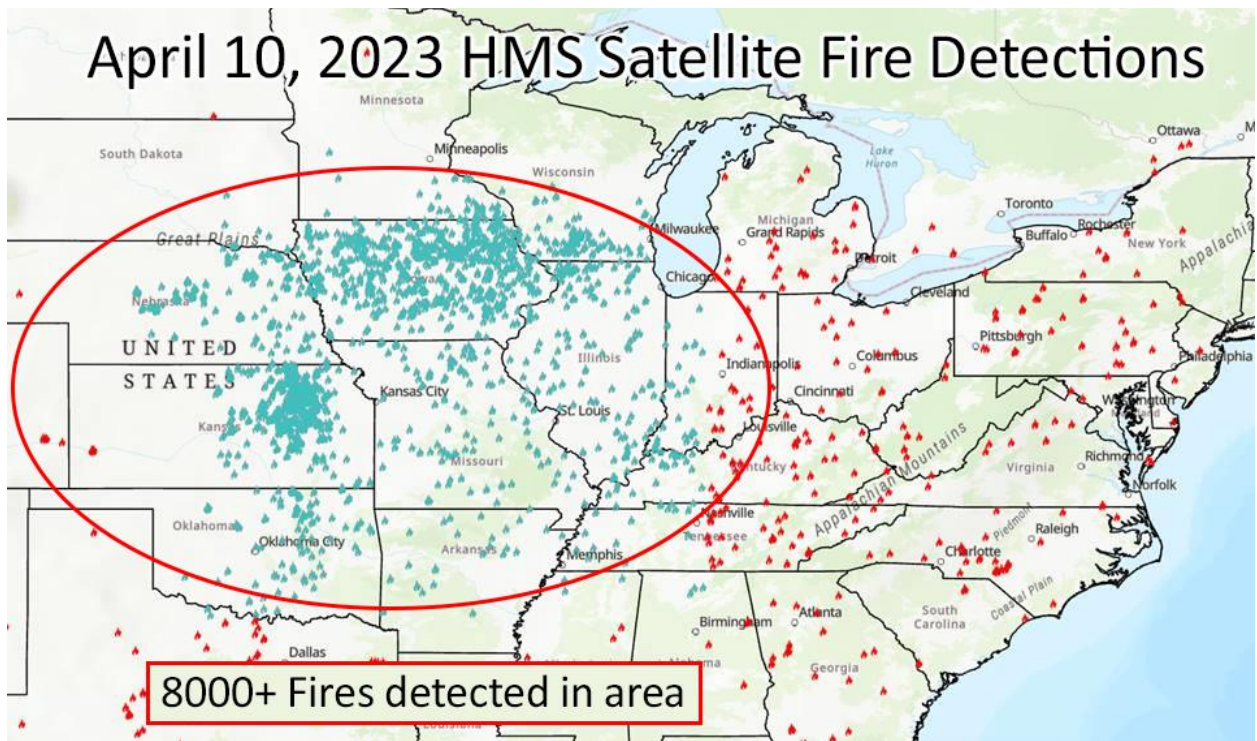 April 10, 2023 HMS Satellite Fire Detections
Minnesota
Ottawa
South Dakota
Minneapolis
Lake
Huron
Wisconsin
Toronto
Michigan
Great Plains
Milwaukee
Grand Rapids
Buffalo
Rochester
New York
Appalachia
Detroit
Chicago
Cleveland
Nebraska
Pittsburgh
UNITED
STATES
Illinois
Indianapolis
Columbus
Philadelphia
Kansas City
Cincinnati
Washington
Maryland
St. Louis
Louisville
Kansas
Missouri
Kentucky
Appalachian Mountains
Virginia
Richmond
Norfolk
Nashville
Tennessee
Oklahoma
Oklahoma City
Arkansas
Memphis
Piedmont
Raleigh
Charlotte
Coastal Plain
South
Carolina
Birmingham
Atlanta
Dallas
Georgia
8000+ Fires detected in area
Louisiana